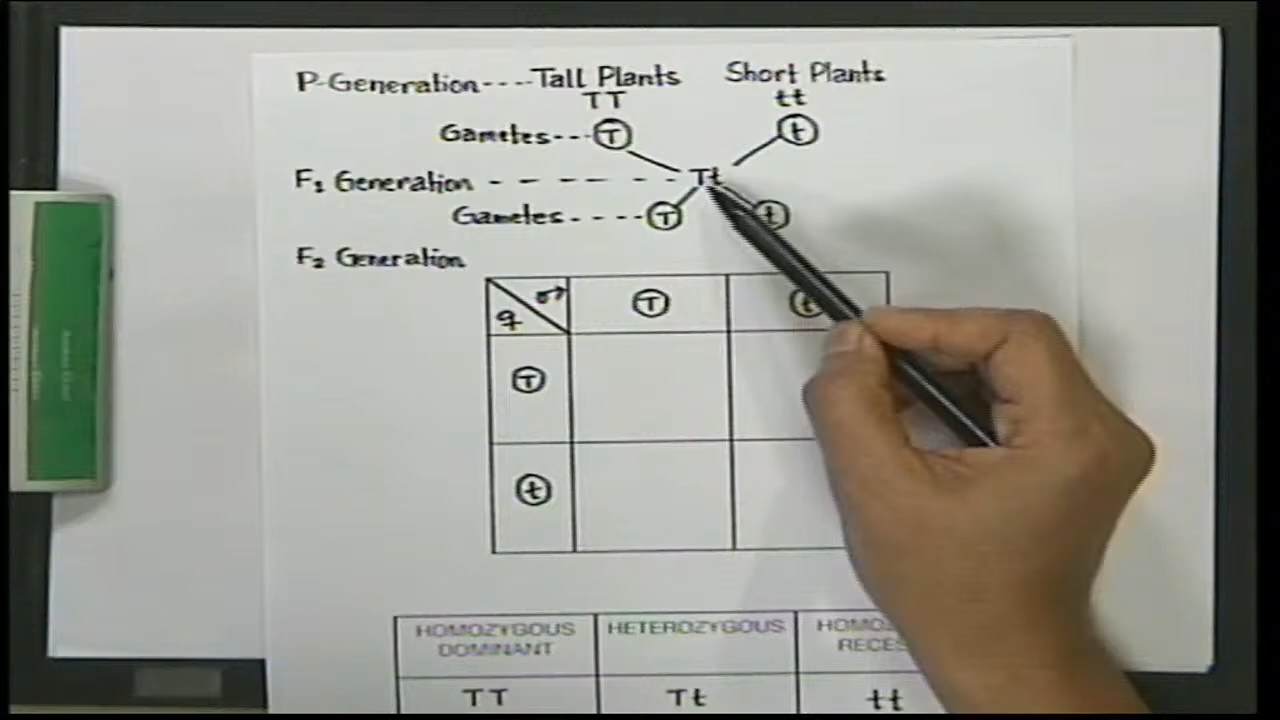 P-Generation----Tall Plants Short Plants
TT tt
Gametes---T t
F₁ Generation - - - - - - Tt
Gametes----T t
F₂ Generation
♂
♀ T t
T
t
HOMOZYGOUS DOMINANT HETEROZYGOUS
TT Tt tt